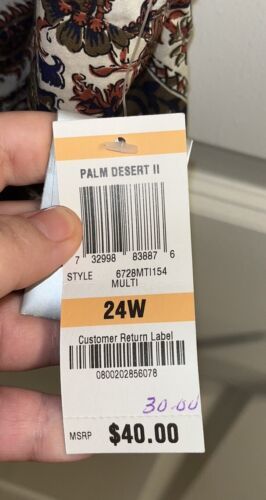 PALM DESERT II
7 32998 83887 6
STYLE 6728MTI154
MULTI
24W
Customer Return Label
0800202856078
30.00
MSRP $40.00